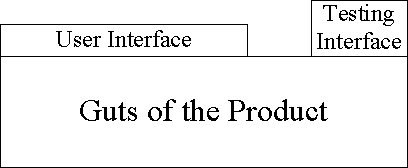 User Interface
Testing
Interface
Guts of the Product